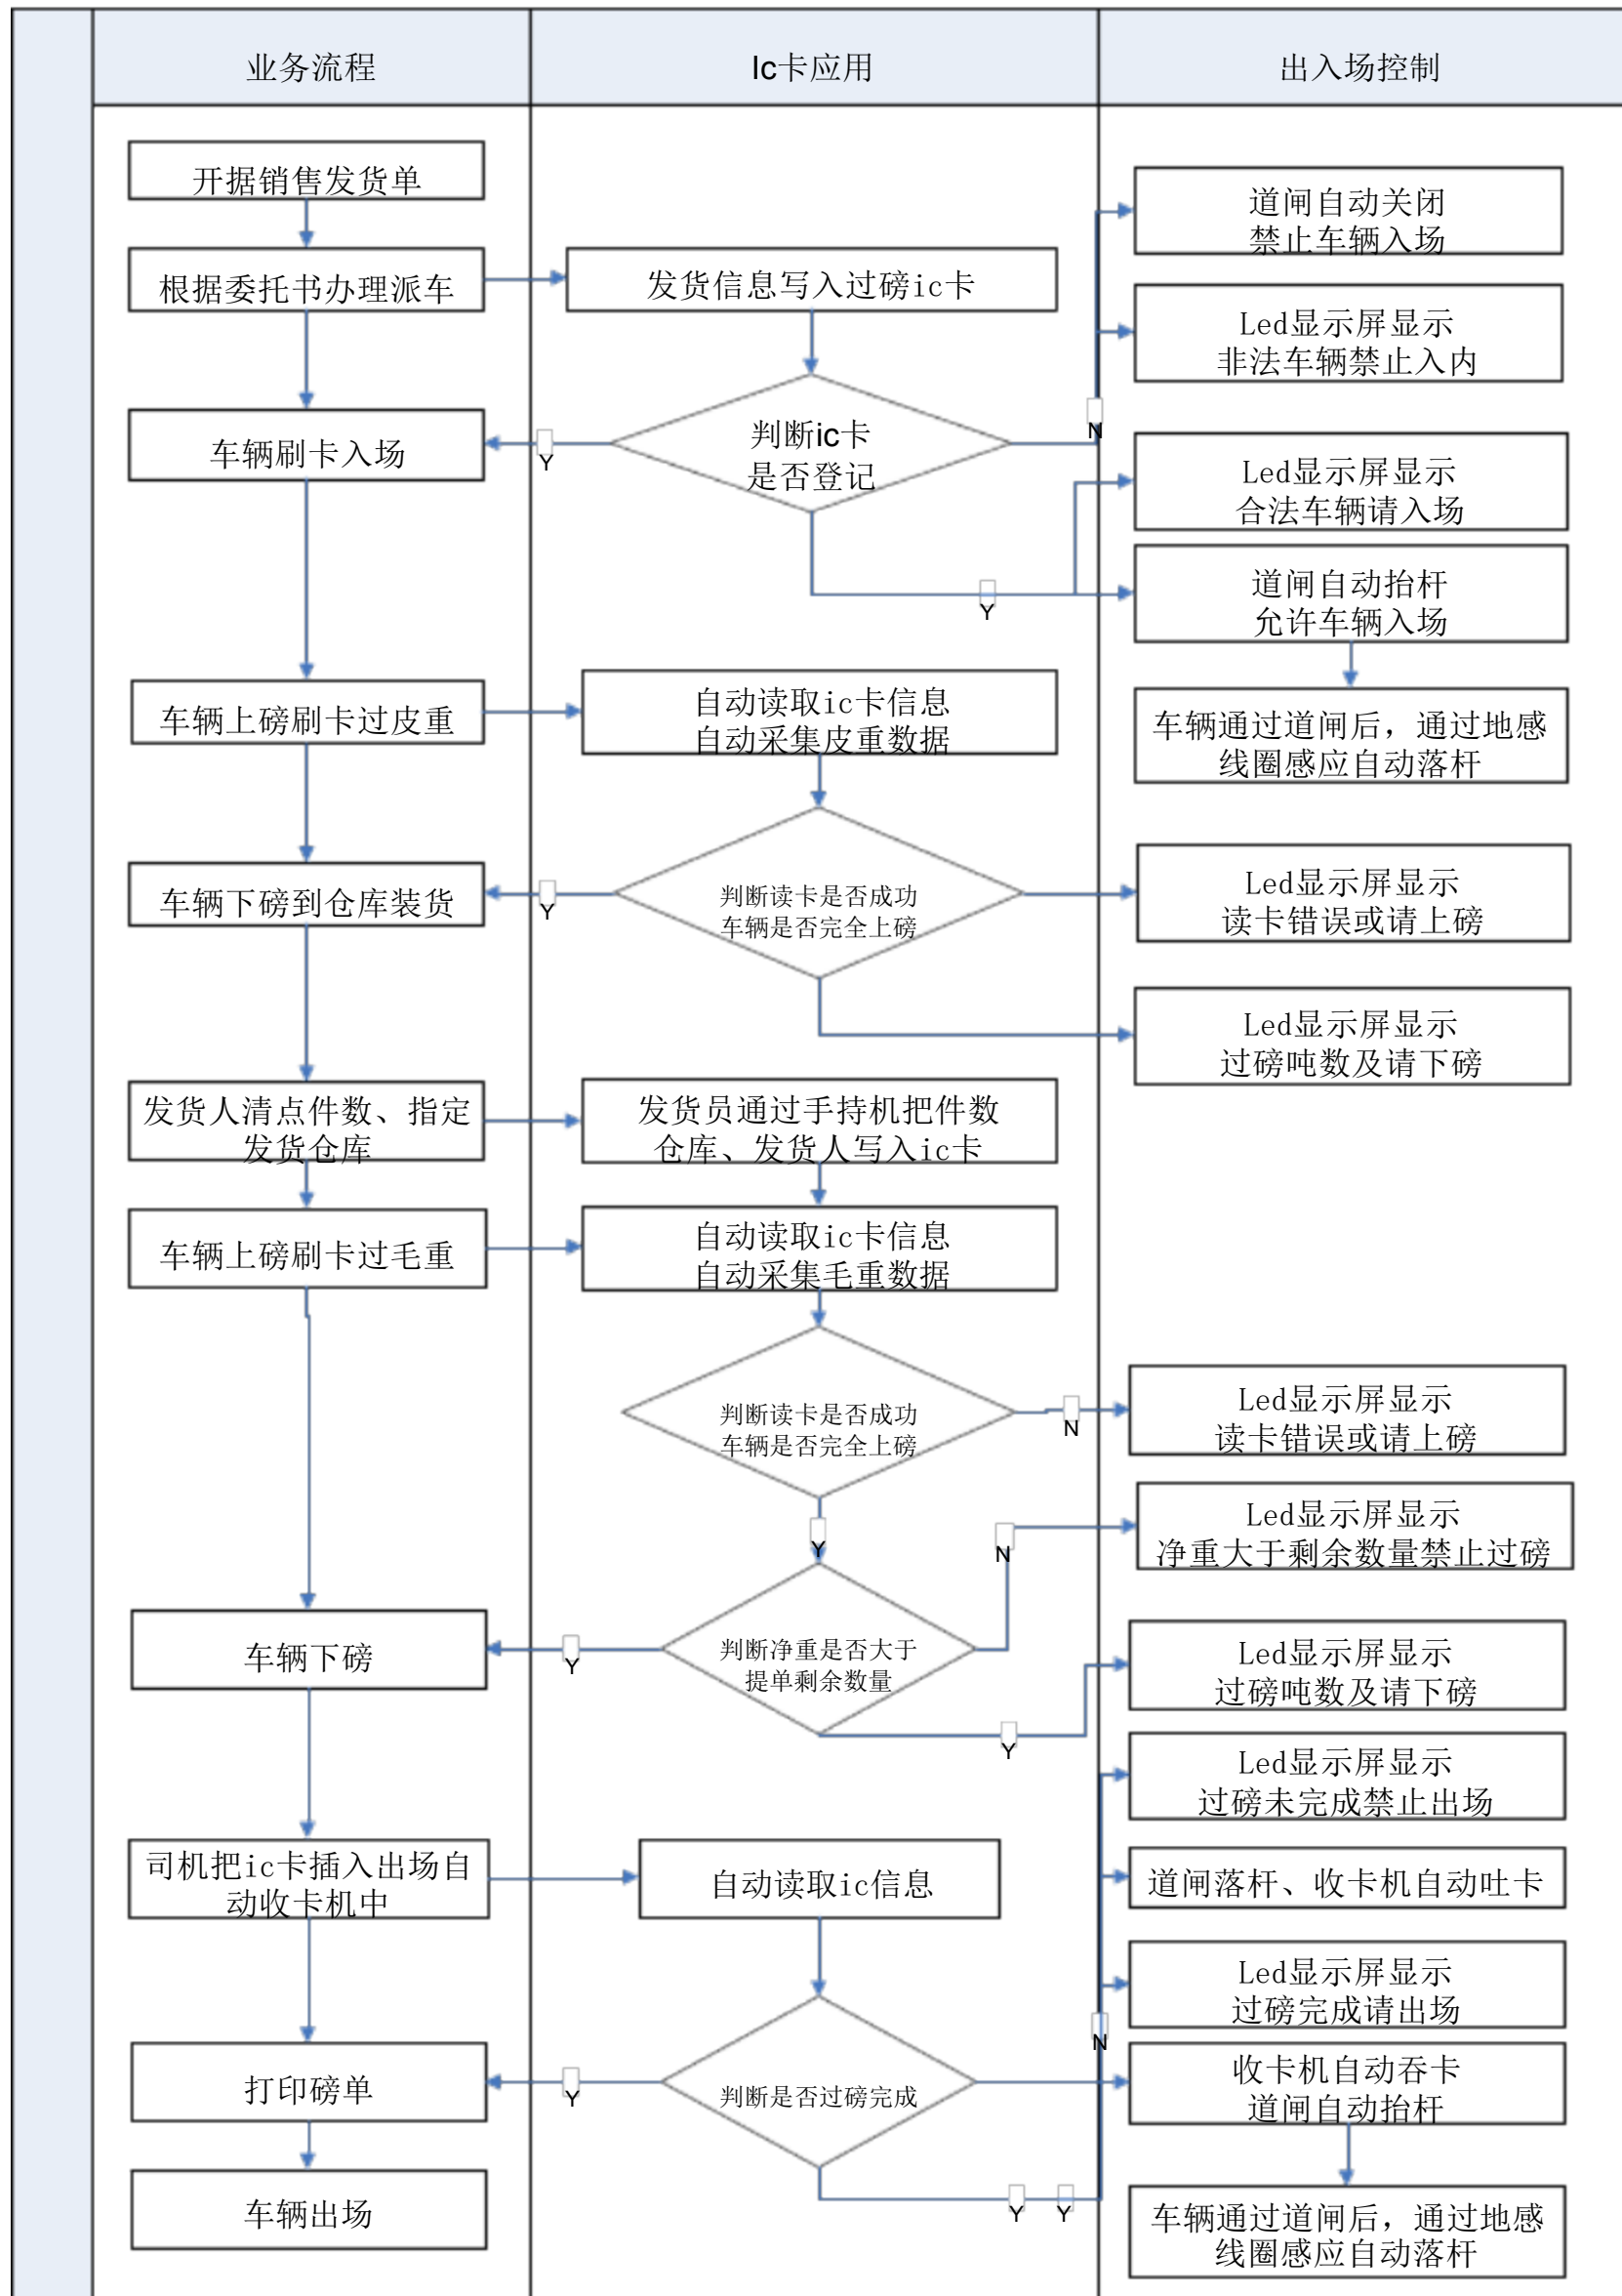 业务流程
Ic卡应用
出入场控制
开据销售发货单
根据委托书办理派车
发货信息写入过磅ic卡
道闸自动关闭
禁止车辆入场
Led显示屏显示
非法车辆禁止入内
N
车辆刷卡入场
Y
判断ic卡
是否登记
Led显示屏显示
合法车辆请入场
Y
道闸自动抬杆
允许车辆入场
车辆上磅刷卡过皮重
自动读取ic卡信息
自动采集皮重数据
车辆通过道闸后，通过地感
线圈感应自动落杆
车辆下磅到仓库装货
Y
判断读卡是否成功
车辆是否完全上磅
Led显示屏显示
读卡错误或请上磅
Led显示屏显示
过磅吨数及请下磅
发货人清点件数、指定
发货仓库
发货员通过手持机把件数
仓库、发货人写入ic卡
车辆上磅刷卡过毛重
自动读取ic卡信息
自动采集毛重数据
判断读卡是否成功
车辆是否完全上磅
N
Led显示屏显示
读卡错误或请上磅
Y
N
Led显示屏显示
净重大于剩余数量禁止过磅
车辆下磅
Y
判断净重是否大于
提单剩余数量
Led显示屏显示
过磅吨数及请下磅
Y
Led显示屏显示
过磅未完成禁止出场
司机把ic卡插入出场自
动收卡机中
自动读取ic信息
道闸落杆、收卡机自动吐卡
Led显示屏显示
过磅完成请出场
N
打印磅单
Y
判断是否过磅完成
收卡机自动吞卡
道闸自动抬杆
车辆出场
Y
Y
车辆通过道闸后，通过地感
线圈感应自动落杆